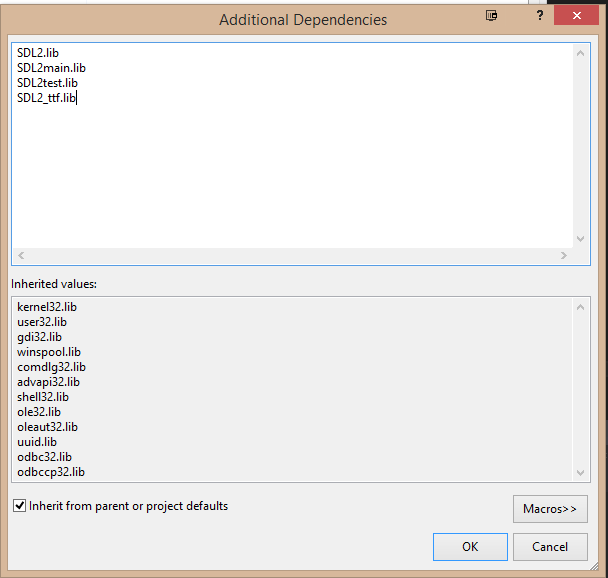 Additional Dependencies
?
SDL2.lib
SDL2main.lib
SDL2test.lib
SDL2_ttf.lib
Inherited values:
kernel32.lib
user32.lib
gdi32.lib
winspool.lib
comdlg32.lib
advapi32.lib
shell32.lib
ole32.lib
oleaut32.lib
uuid.lib
odbc32.lib
odbccp32.lib
Inherit from parent or project defaults
Macros>>
OK
Cancel